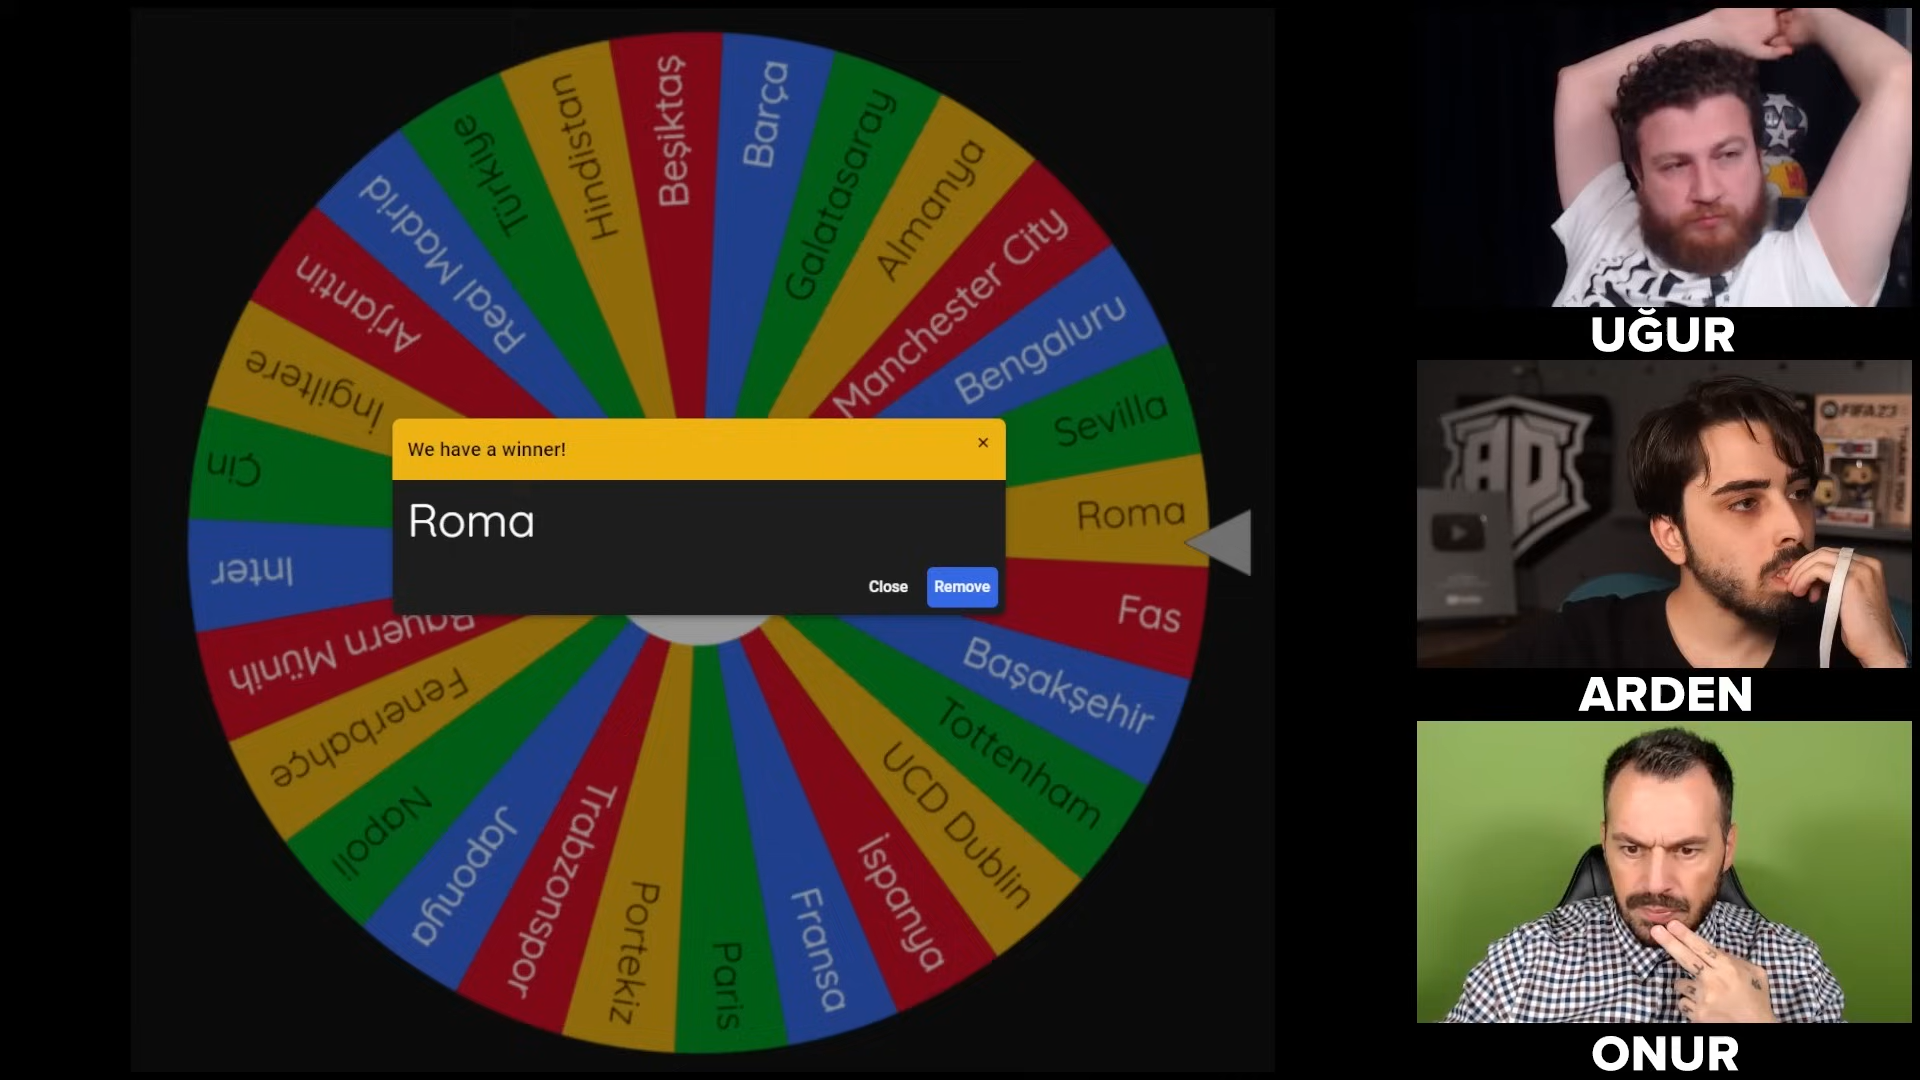 Beşiktaş
Barça
Galatasaray
Almanya
Manchester City
Bengaluru
Sevilla
Roma
Fas
Başakşehir
Tottenham
UCD Dublin
İspanya
Fransa
Paris
Portekiz
Trabzonspor
Japonya
Napoli
Fenerbahçe
Bayern Münih
Inter
Çin
İngiltere
Arjantin
Real Madrid
Türkiye
Hindistan
We have a winner!
×
Roma
Close
Remove
UĞUR
FIFA 23
ARDEN
ONUR